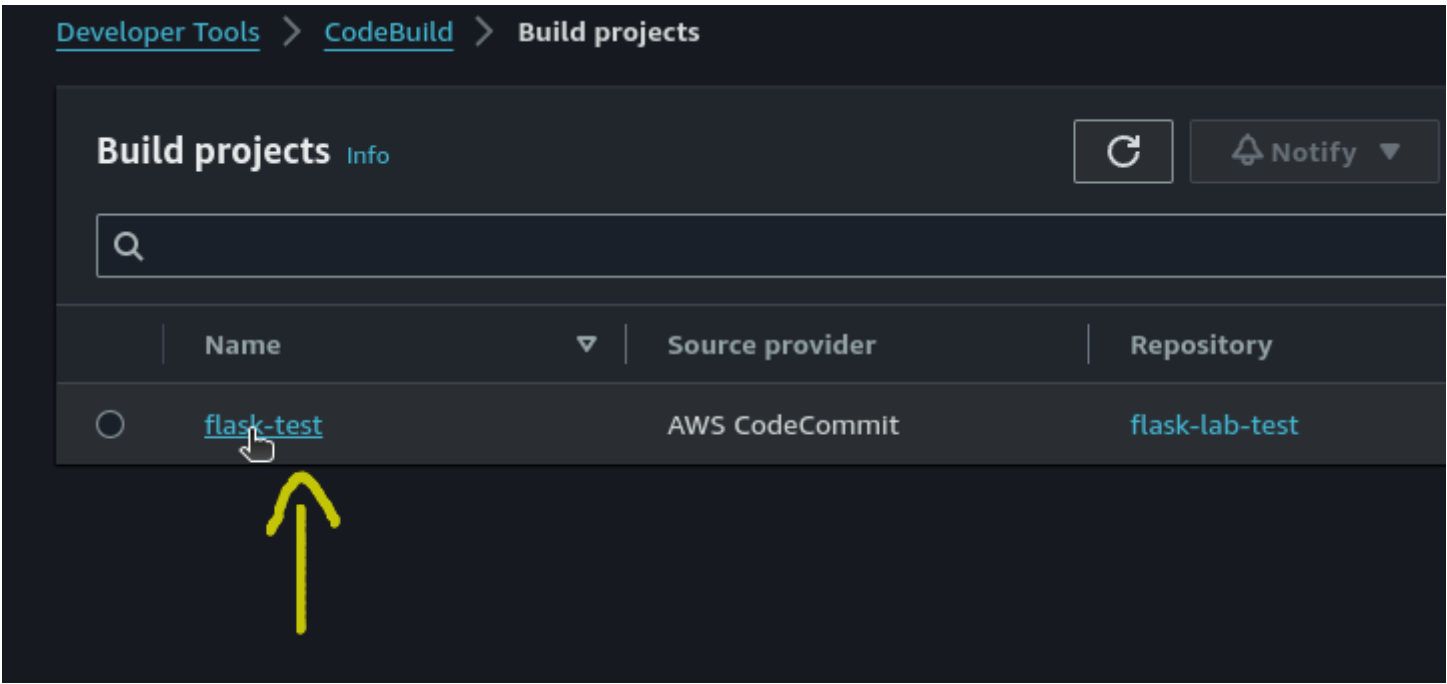 Developer Tools > CodeBuild > Build projects
Build projects Info
Notify
Name Source provider Repository
flask-test AWS CodeCommit flask-lab-test